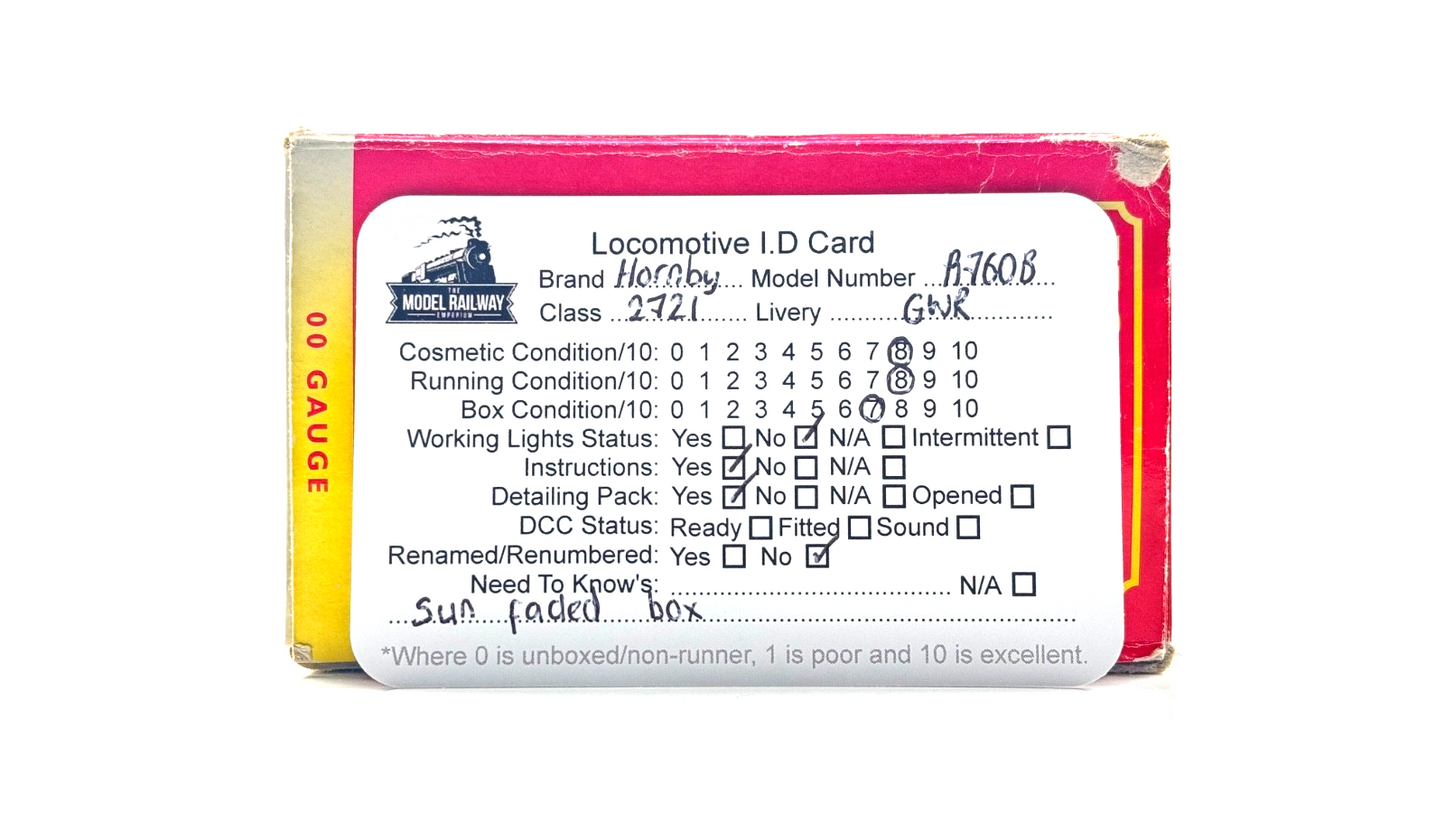 OO GAUGE
THE
MODEL RAILWAY
EMPORIUM
Locomotive I.D Card
Brand Hornby Model Number R760B
Class 2721 Livery GWR
Cosmetic Condition/10: 0 1 2 3 4 5 6 7 8 9 10
Running Condition/10: 0 1 2 3 4 5 6 7 8 9 10
Box Condition/10: 0 1 2 3 4 5 6 7 8 9 10
Working Lights Status: Yes No N/A Intermittent
Instructions: Yes No N/A
Detailing Pack: Yes No N/A Opened
DCC Status: Ready Fitted Sound
Renamed/Renumbered: Yes No
Need To Know's: N/A
Sun faded box
*Where 0 is unboxed/non-runner, 1 is poor and 10 is excellent.